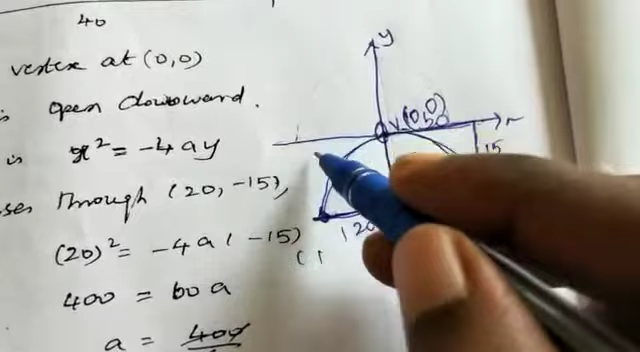 40
vertex at (0,0)
open downward.
x² = -4ay
through (20, -15),
(20)² = -4a( -15)
400 = 60a
a = 400
y
V(0,0)
x
15
20